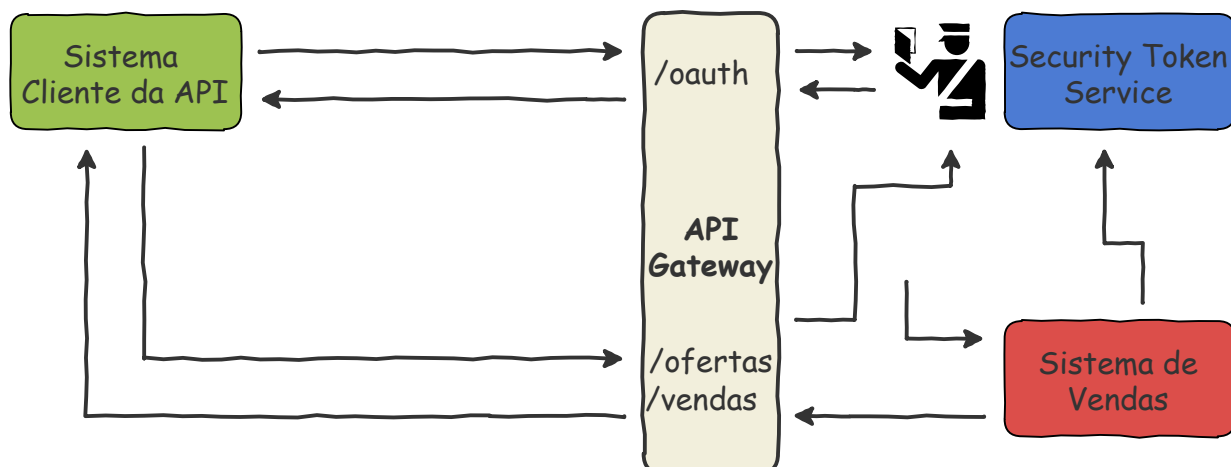 Sistema
Cliente da API
/oauth
Security Token
Service
API
Gateway
/ofertas
/vendas
Sistema de
Vendas